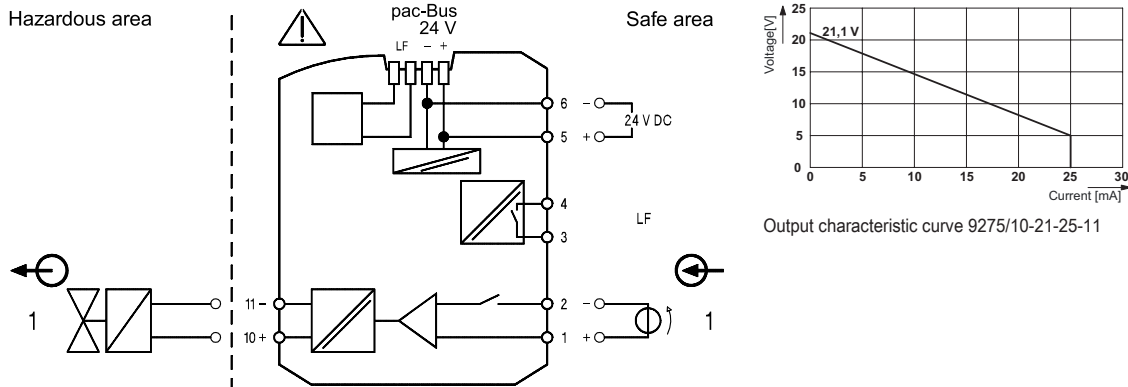 Hazardous area
pac-Bus
24 V
Safe area
LF
– +
6 –
24 V DC
5 +
4
LF
3
1
11 –
10 +
2 –
1 +
1
Voltage[V]
25
20
15
10
5
0
21,1 V
0 5 10 15 20 25 30
Current [mA]
Output characteristic curve 9275/10-21-25-11